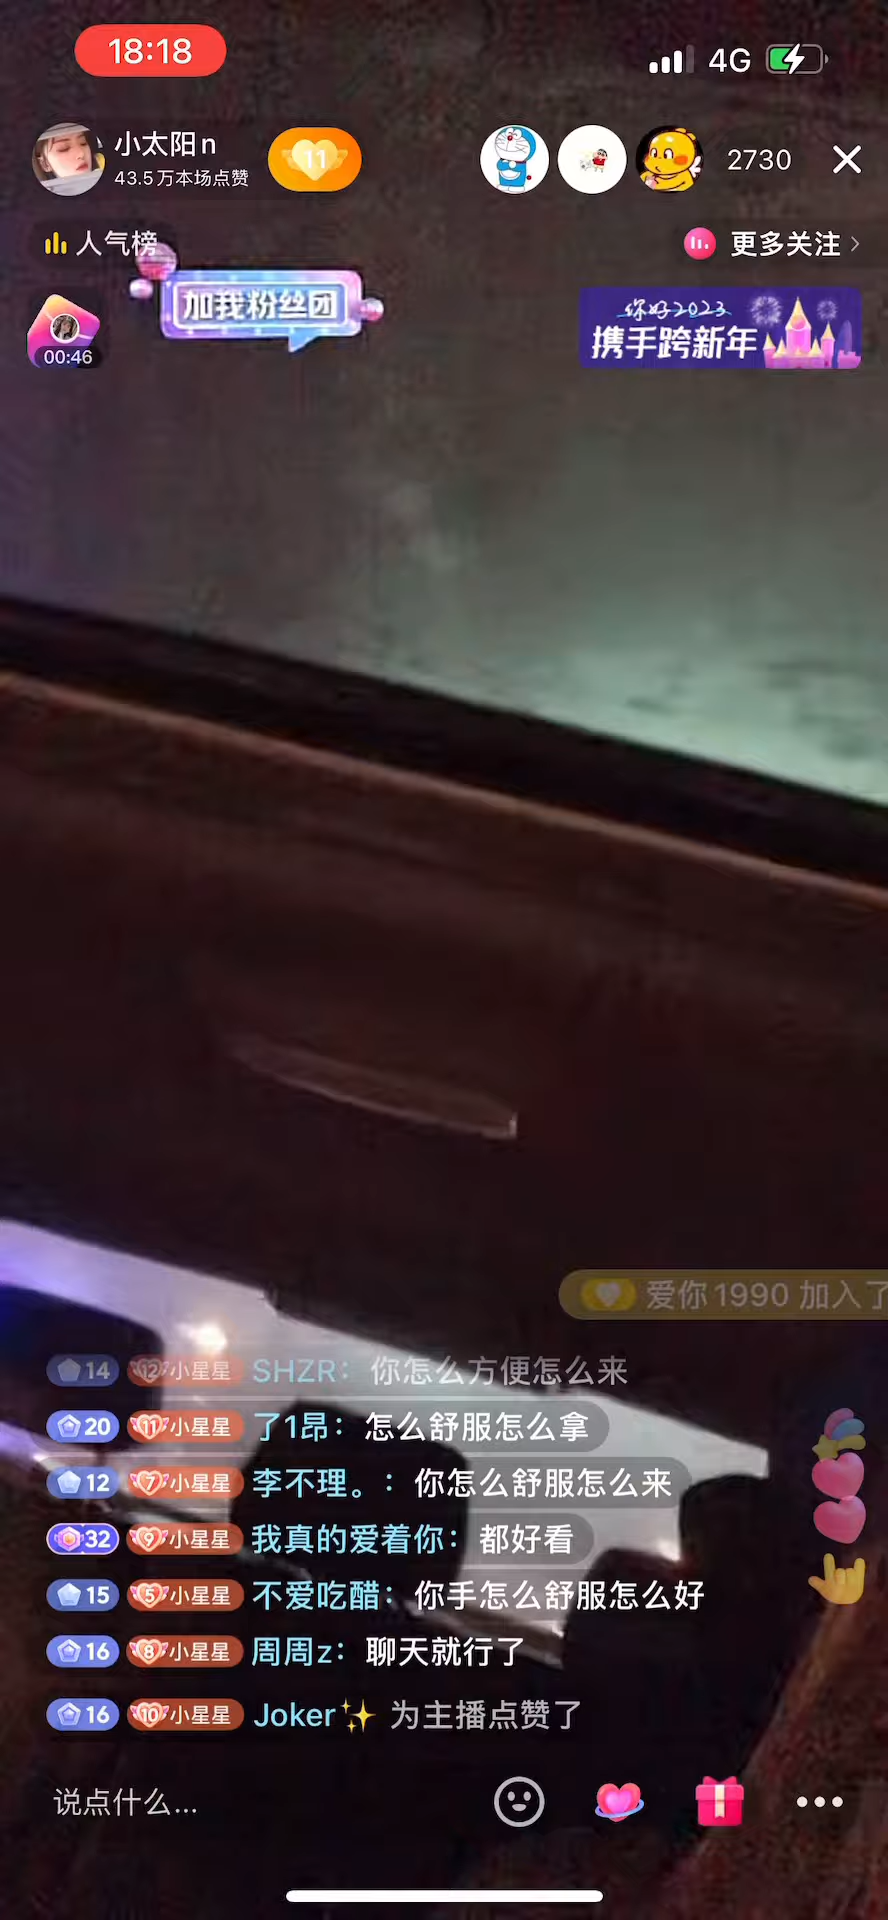 18:18
4G
小太阳n
43.5万本场点赞
11
2730
人气榜
更多关注
00:46
加我粉丝团
你好2023
携手跨新年
爱你1990 加入了
14 12 小星星 SHZR：你怎么方便怎么来
20 11 小星星 了1昂：怎么舒服怎么拿
12 7 小星星 李不理。：你怎么舒服怎么来
32 9 小星星 我真的爱着你：都好看
15 5 小星星 不爱吃醋：你手怎么舒服怎么好
16 8 小星星 周周z：聊天就行了
16 10 小星星 Joker✨ 为主播点赞了
说点什么...